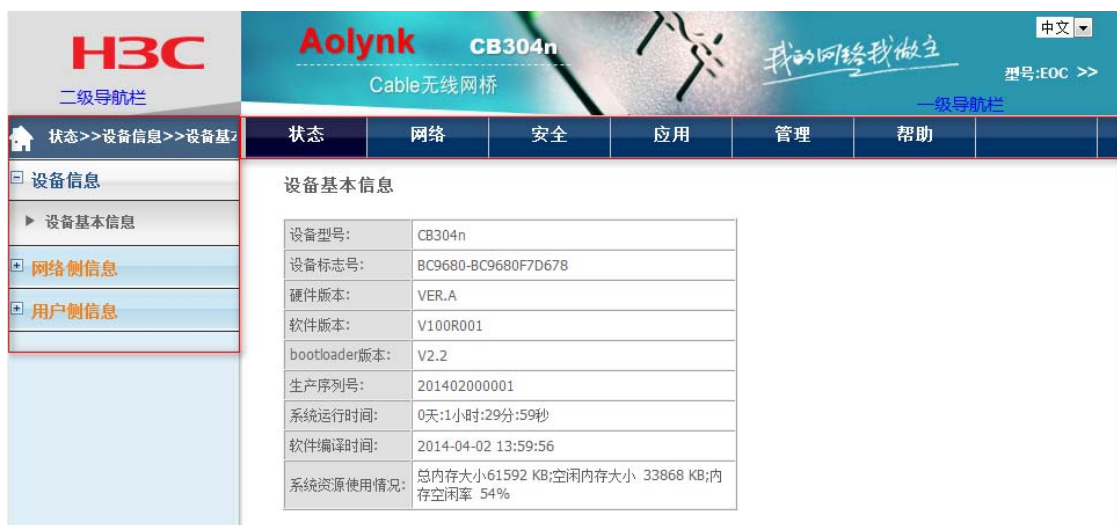 H3C
二级导航栏
Aolynk CB304n
Cable无线网桥
我的网络我做主
中文
型号:EOC >>
一级导航栏
状态>>设备信息>>设备基本
状态 网络 安全 应用 管理 帮助
设备信息
设备基本信息
网络侧信息
用户侧信息
设备基本信息
设备型号: CB304n
设备标志号: BC9680-BC9680F7D678
硬件版本: VER.A
软件版本: V100R001
bootloader版本: V2.2
生产序列号: 201402000001
系统运行时间: 0天:1小时:29分:59秒
软件编译时间: 2014-04-02 13:59:56
系统资源使用情况: 总内存大小61592 KB;空闲内存大小 33868 KB;内
存空闲率 54%